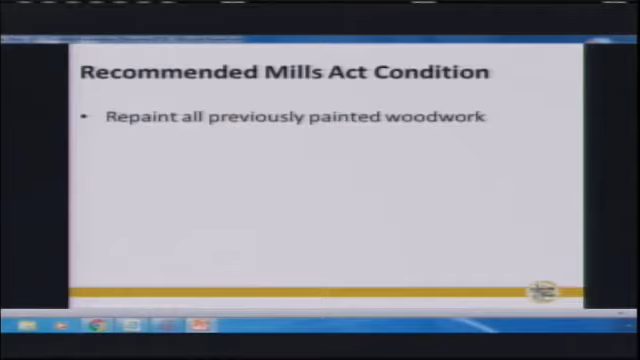 Recommended Mills Act Condition
• Repaint all previously painted woodwork